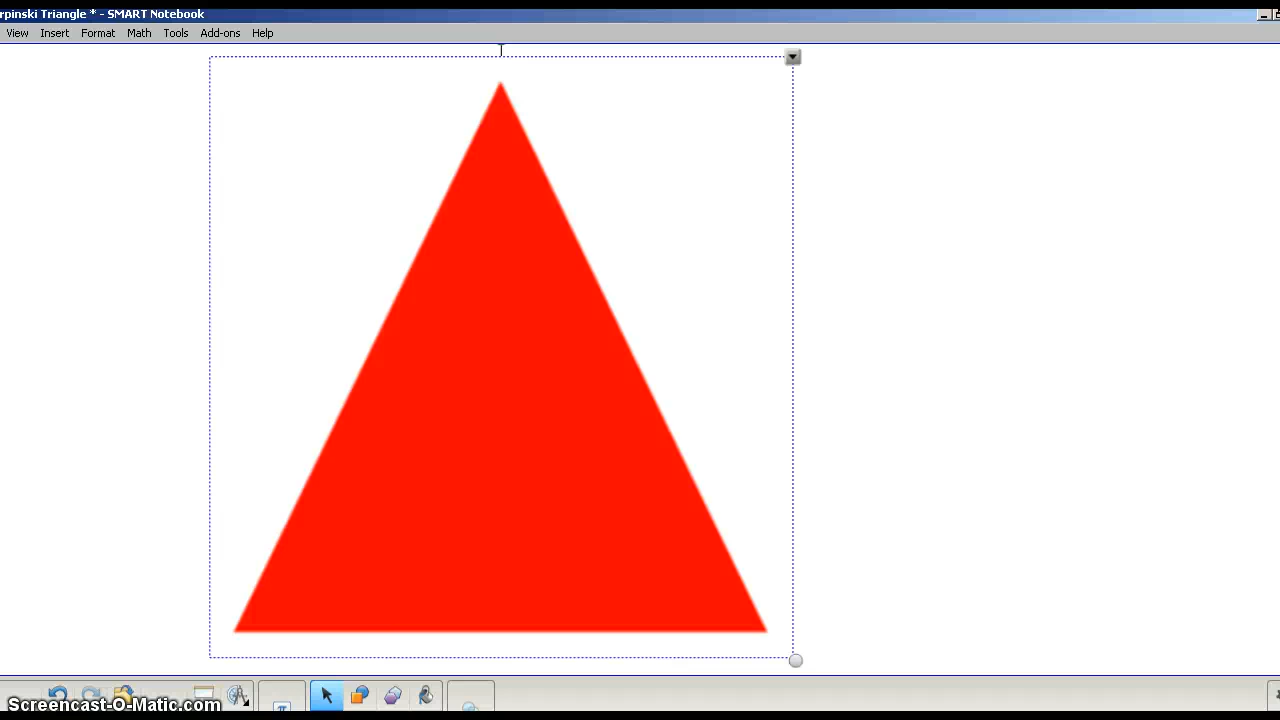 rpinski Triangle * - SMART Notebook
View Insert Format Math Tools Add-ons Help
π
Screencast-O-Matic.com